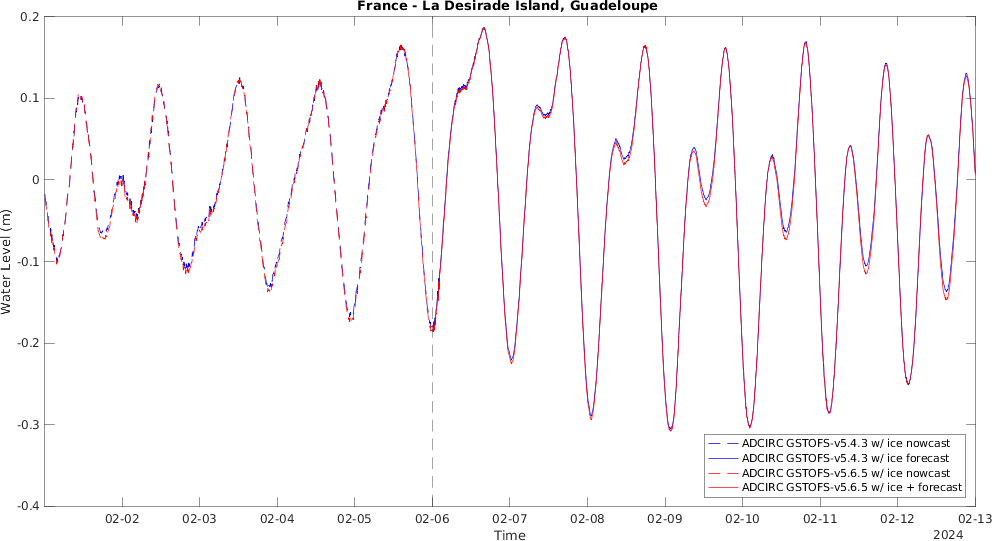 France - La Desirade Island, Guadeloupe
0.2
0.1
0
-0.1
-0.2
-0.3
-0.4
Water Level (m)
ADCIRC GSTOFS-v5.4.3 w/ ice nowcast
ADCIRC GSTOFS-v5.4.3 w/ ice forecast
ADCIRC GSTOFS-v5.6.5 w/ ice nowcast
ADCIRC GSTOFS-v5.6.5 w/ ice + forecast
02-02 02-03 02-04 02-05 02-06 02-07 02-08 02-09 02-10 02-11 02-12 02-13
Time
2024